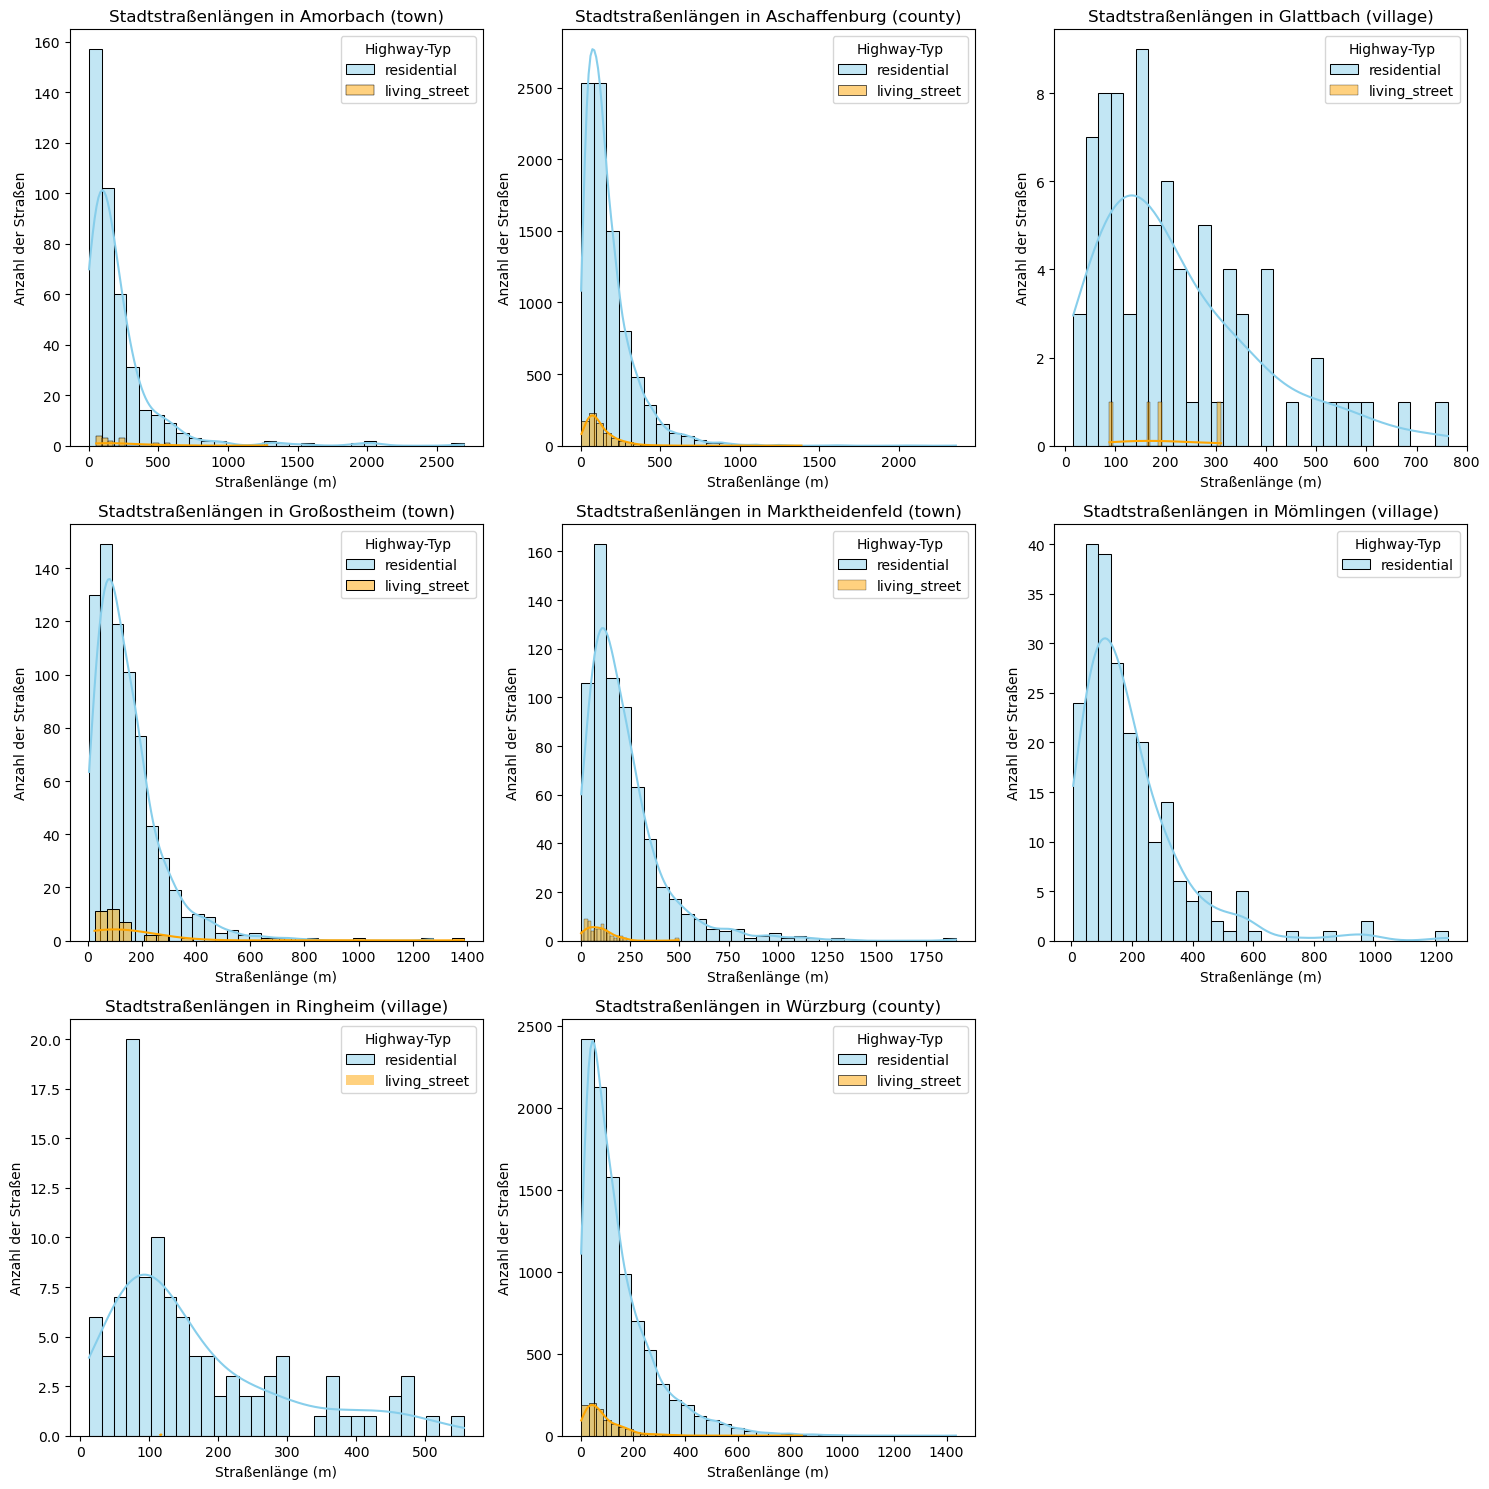 Stadtstraßenlängen in Amorbach (town)
Highway-Typ
residential
living_street
Anzahl der Straßen
160
140
120
100
80
60
40
20
0
0 500 1000 1500 2000 2500
Straßenlänge (m)
Stadtstraßenlängen in Aschaffenburg (county)
Highway-Typ
residential
living_street
Anzahl der Straßen
2500
2000
1500
1000
500
0
0 500 1000 1500 2000
Straßenlänge (m)
Stadtstraßenlängen in Glattbach (village)
Highway-Typ
residential
living_street
Anzahl der Straßen
8
6
4
2
0
0 100 200 300 400 500 600 700 800
Straßenlänge (m)
Stadtstraßenlängen in Großostheim (town)
Highway-Typ
residential
living_street
Anzahl der Straßen
140
120
100
80
60
40
20
0
0 200 400 600 800 1000 1200 1400
Straßenlänge (m)
Stadtstraßenlängen in Marktheidenfeld (town)
Highway-Typ
residential
living_street
Anzahl der Straßen
160
140
120
100
80
60
40
20
0
0 250 500 750 1000 1250 1500 1750
Straßenlänge (m)
Stadtstraßenlängen in Mömlingen (village)
Highway-Typ
residential
Anzahl der Straßen
40
35
30
25
20
15
10
5
0
0 200 400 600 800 1000 1200
Straßenlänge (m)
Stadtstraßenlängen in Ringheim (village)
Highway-Typ
residential
living_street
Anzahl der Straßen
20.0
17.5
15.0
12.5
10.0
7.5
5.0
2.5
0.0
0 100 200 300 400 500
Straßenlänge (m)
Stadtstraßenlängen in Würzburg (county)
Highway-Typ
residential
living_street
Anzahl der Straßen
2500
2000
1500
1000
500
0
0 200 400 600 800 1000 1200 1400
Straßenlänge (m)